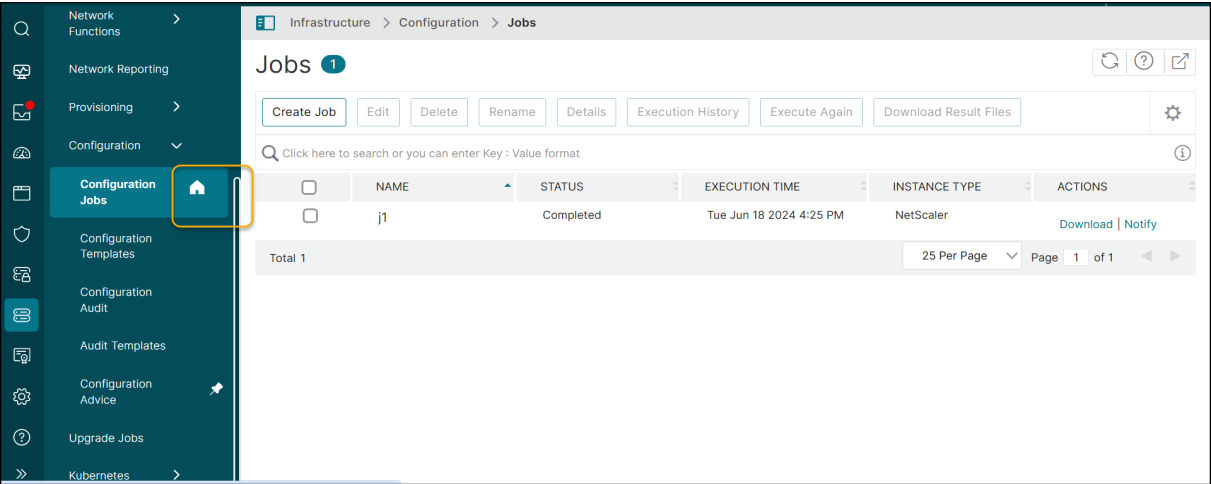 Network
Functions
Network Reporting
Provisioning
Configuration
Configuration
Jobs
Configuration
Templates
Configuration
Audit
Audit Templates
Configuration
Advice
Upgrade Jobs
Kubernetes
Infrastructure > Configuration > Jobs
Jobs 1
Create Job Edit Delete Rename Details Execution History Execute Again Download Result Files
Click here to search or you can enter Key : Value format
NAME STATUS EXECUTION TIME INSTANCE TYPE ACTIONS
j1 Completed Tue Jun 18 2024 4:25 PM NetScaler Download | Notify
Total 1 25 Per Page Page 1 of 1